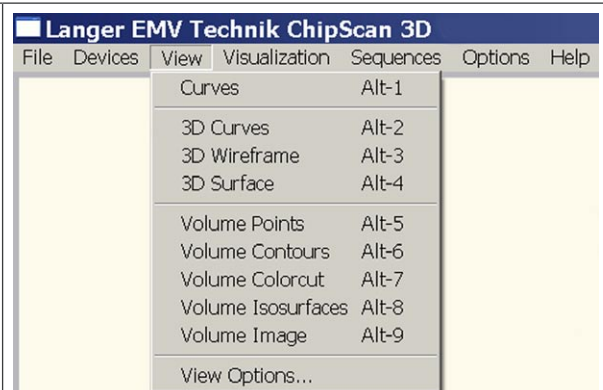 Langer EMV Technik ChipScan 3D
File Devices View Visualization Sequences Options Help
Curves Alt-1
3D Curves Alt-2
3D Wireframe Alt-3
3D Surface Alt-4
Volume Points Alt-5
Volume Contours Alt-6
Volume Colorcut Alt-7
Volume Isosurfaces Alt-8
Volume Image Alt-9
View Options...